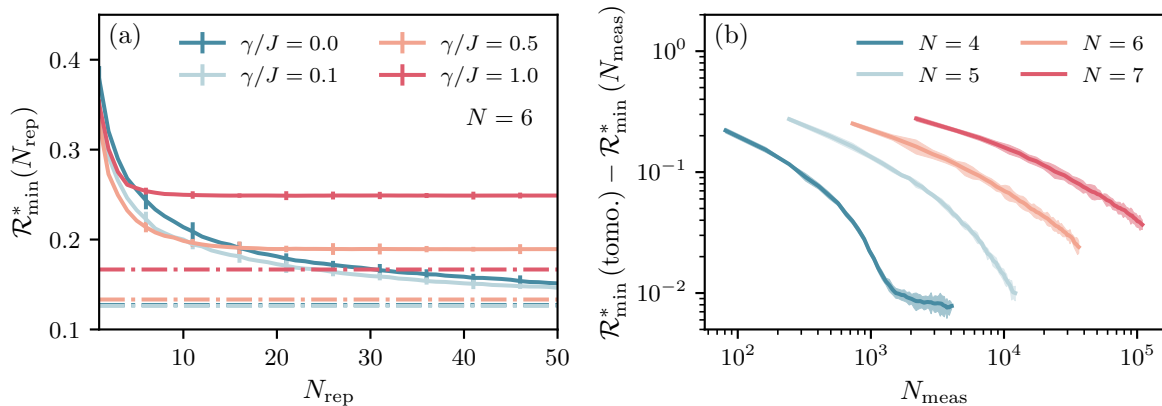 (a)
γ/J = 0.0
γ/J = 0.5
γ/J = 0.1
γ/J = 1.0
N = 6
0.4
0.3
0.2
0.1
R*min(Nrep)
10
20
30
40
50
Nrep
(b)
N = 4
N = 6
N = 5
N = 7
10^0
10^−1
10^−2
R*min(tomo.) − R*min(Nmeas)
10^2
10^3
10^4
10^5
Nmeas